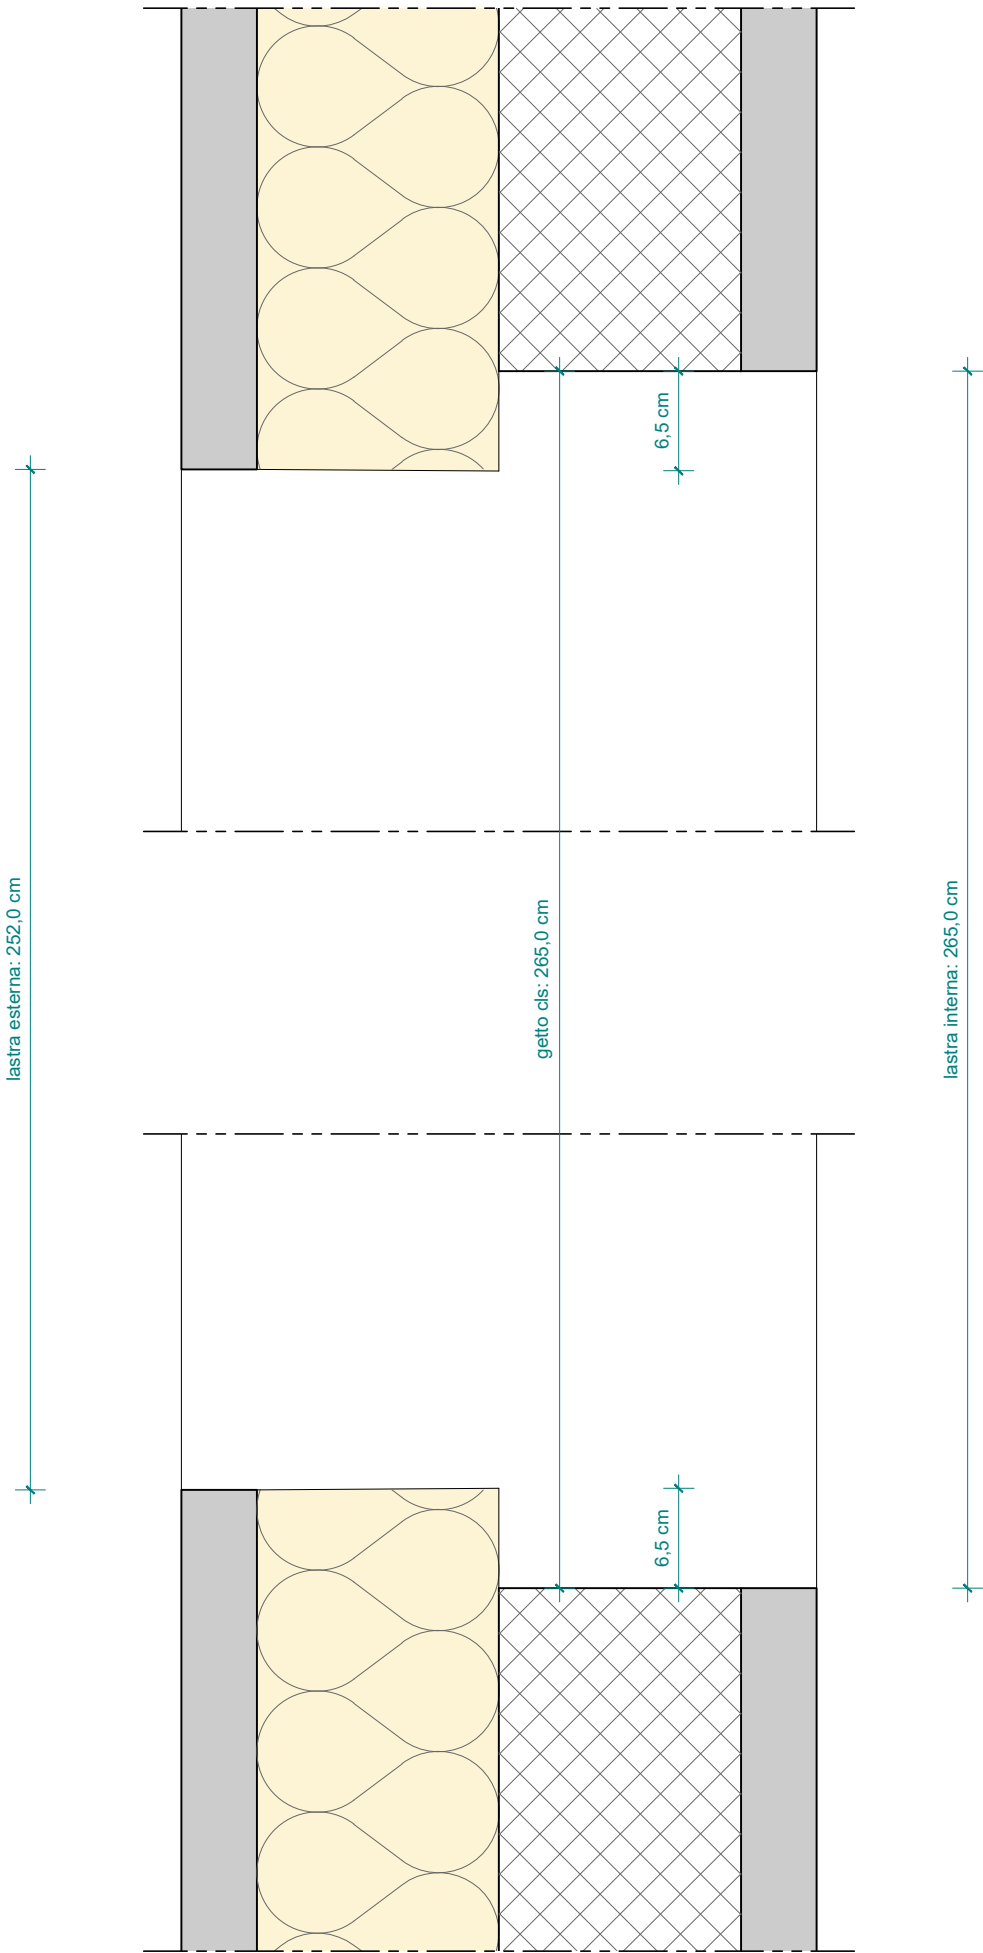 6,5 cm
lastra esterna: 252,0 cm
getto cls: 265,0 cm
lastra interna: 265,0 cm
6,5 cm